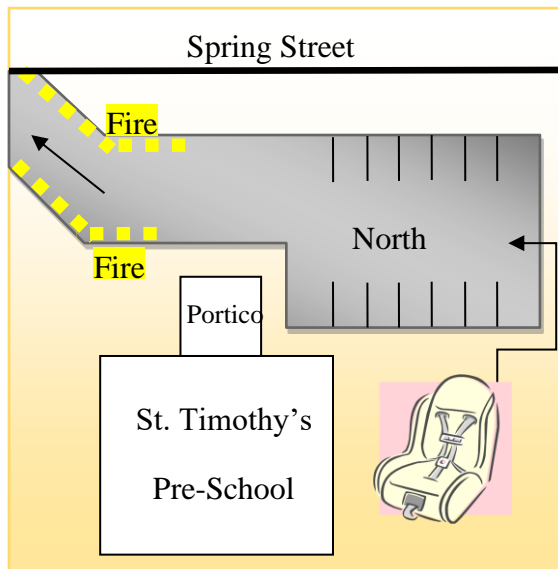 Spring Street
Fire
North
Fire
Portico
St. Timothy’s
Pre-School